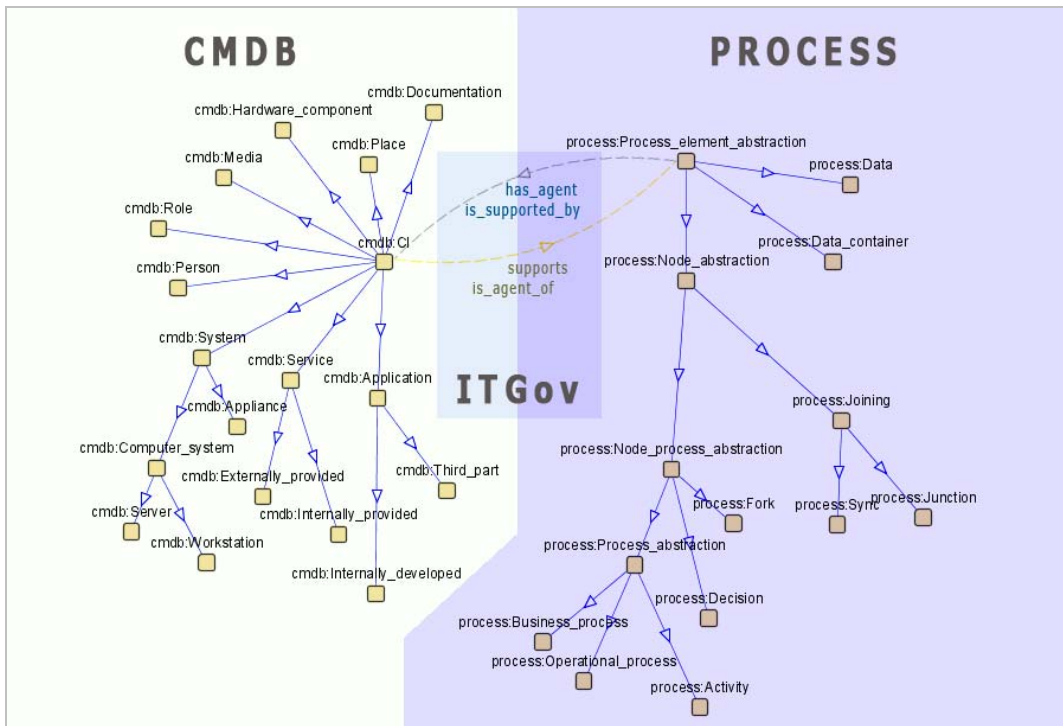 CMDB
PROCESS
cmdb:Documentation
cmdb:Hardware_component
cmdb:Place
cmdb:Media
cmdb:Role
cmdb:CI
cmdb:Person
cmdb:System
cmdb:Service
cmdb:Application
cmdb:Appliance
cmdb:Computer_system
cmdb:Third_part
cmdb:Externally_provided
cmdb:Server
cmdb:Internally_provided
cmdb:Workstation
cmdb:Internally_developed
has_agent
is_supported_by
supports
is_agent_of
ITGov
process:Process_element_abstraction
process:Data
process:Data_container
process:Node_abstraction
process:Joining
process:Node_process_abstraction
process:Fork
process:Sync
process:Junction
process:Process_abstraction
process:Decision
process:Business_process
process:Operational_process
process:Activity